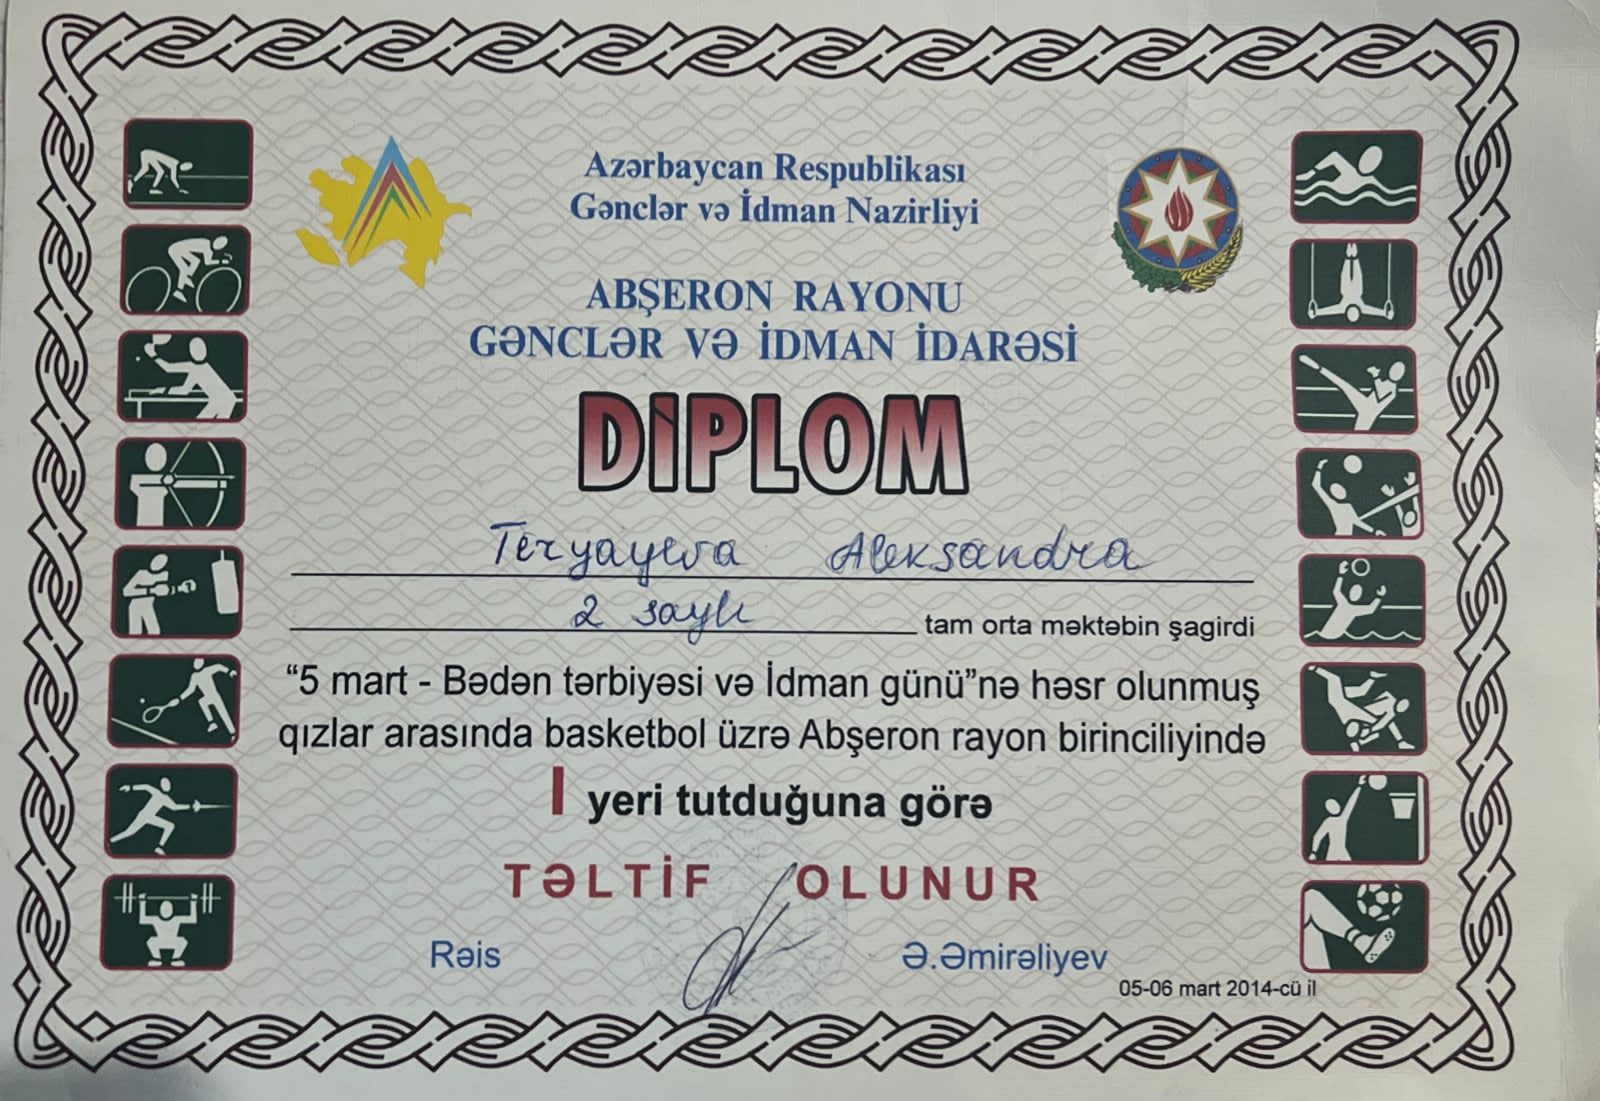 Azərbaycan Respublikası
Gənclər və İdman Nazirliyi
ABŞERON RAYONU
GƏNCLƏR VƏ İDMAN İDARƏSİ
DİPLOM
Teryayeva Aleksandra
2 saylı tam orta məktəbin şagirdi
“5 mart - Bədən tərbiyəsi və İdman günü”nə həsr olunmuş
qızlar arasında basketbol üzrə Abşeron rayon birinciliyində
I yeri tutduğuna görə
TƏLTİF OLUNUR
Rəis Ə.Əmirəliyev
05-06 mart 2014-cü il